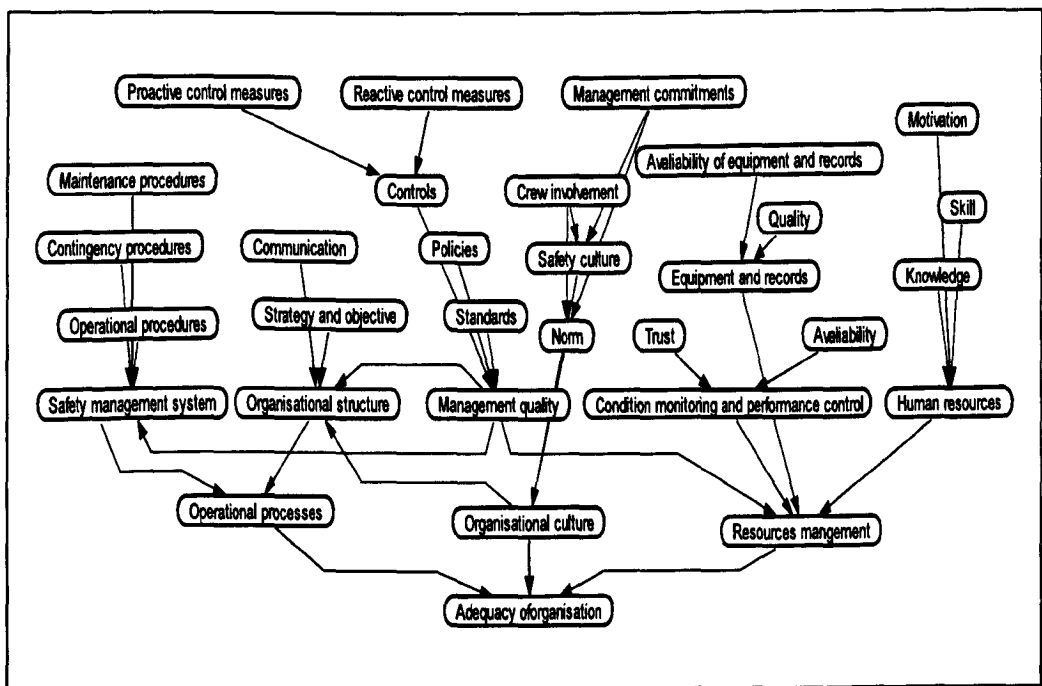 Proactive control measures
Reactive control measures
Management commitments
Motivation
Avaliability of equipment and records
Maintenance procedures
Controls
Crew involvement
Skill
Quality
Contingency procedures
Communication
Policies
Safety culture
Equipment and records
Knowledge
Operational procedures
Strategy and objective
Standards
Norm
Trust
Avaliability
Safety management system
Organisational structure
Management quality
Condition monitoring and performance control
Human resources
Operational processes
Organisational culture
Resources mangement
Adequacy oforganisation